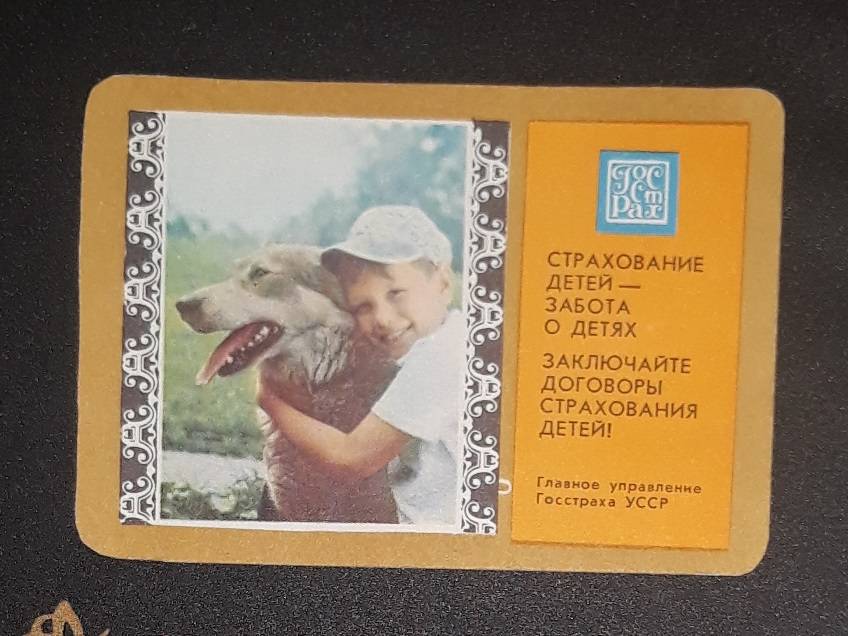 Гос
Ст
Рах
СТРАХОВАНИЕ
ДЕТЕЙ —
ЗАБОТА
О ДЕТЯХ
ЗАКЛЮЧАЙТЕ
ДОГОВОРЫ
СТРАХОВАНИЯ
ДЕТЕЙ!
Главное управление
Госстраха УССР